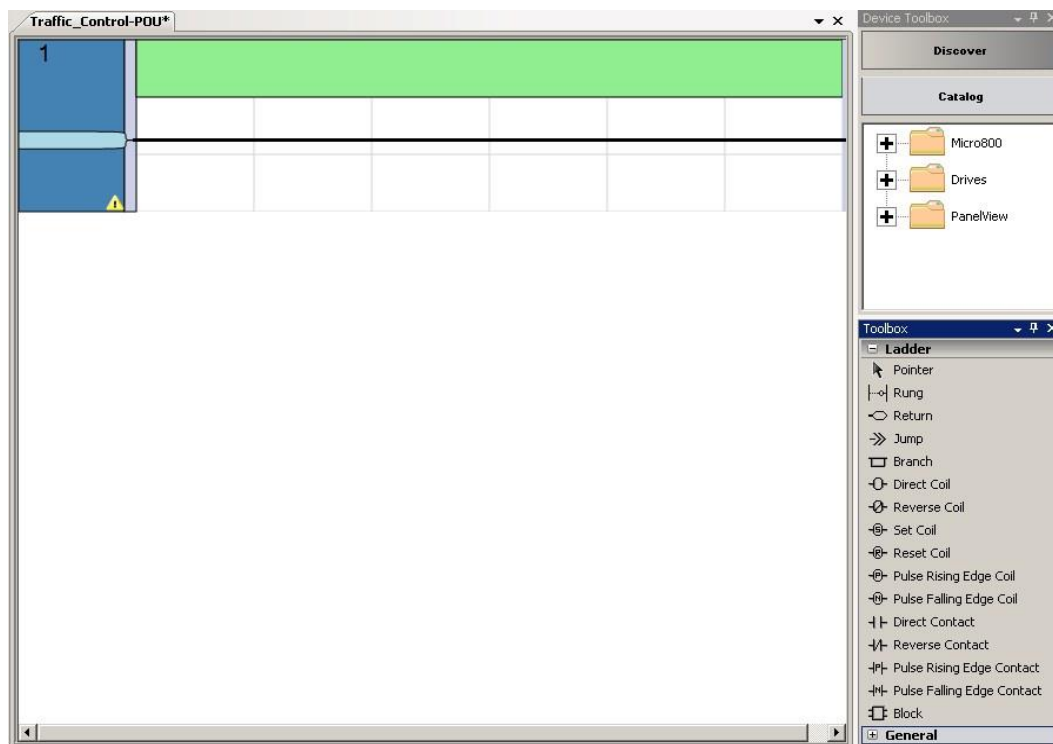 Traffic_Control-POU*
1
Device Toolbox
Discover
Catalog
Micro800
Drives
PanelView
Toolbox
Ladder
Pointer
Rung
Return
Jump
Branch
Direct Coil
Reverse Coil
Set Coil
Reset Coil
Pulse Rising Edge Coil
Pulse Falling Edge Coil
Direct Contact
Reverse Contact
Pulse Rising Edge Contact
Pulse Falling Edge Contact
Block
General